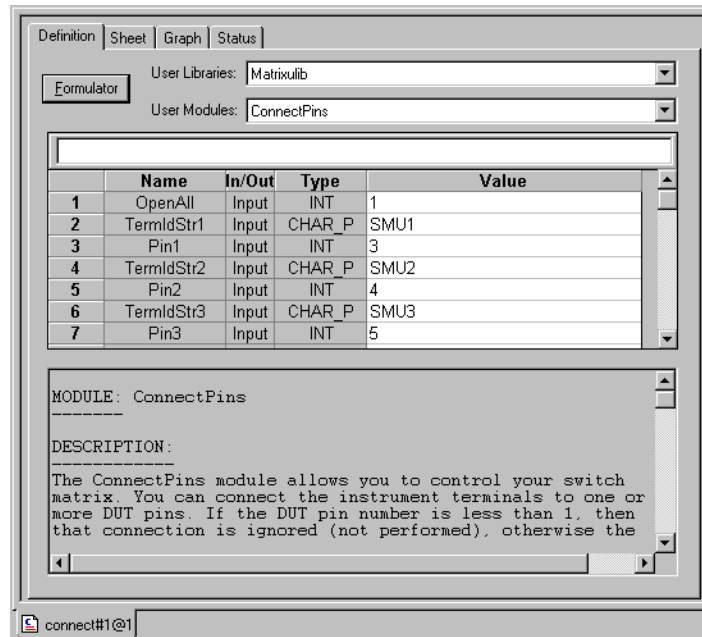 Definition Sheet Graph Status
Formulator
User Libraries: Matrixulib
User Modules: ConnectPins
Name In/Out Type Value
1 OpenAll Input INT 1
2 TermIdStr1 Input CHAR_P SMU1
3 Pin1 Input INT 3
4 TermIdStr2 Input CHAR_P SMU2
5 Pin2 Input INT 4
6 TermIdStr3 Input CHAR_P SMU3
7 Pin3 Input INT 5
MODULE: ConnectPins
-------
DESCRIPTION:
------------
The ConnectPins module allows you to control your switch
matrix. You can connect the instrument terminals to one or
more DUT pins. If the DUT pin number is less than 1, then
that connection is ignored (not performed), otherwise the
connect#1@1